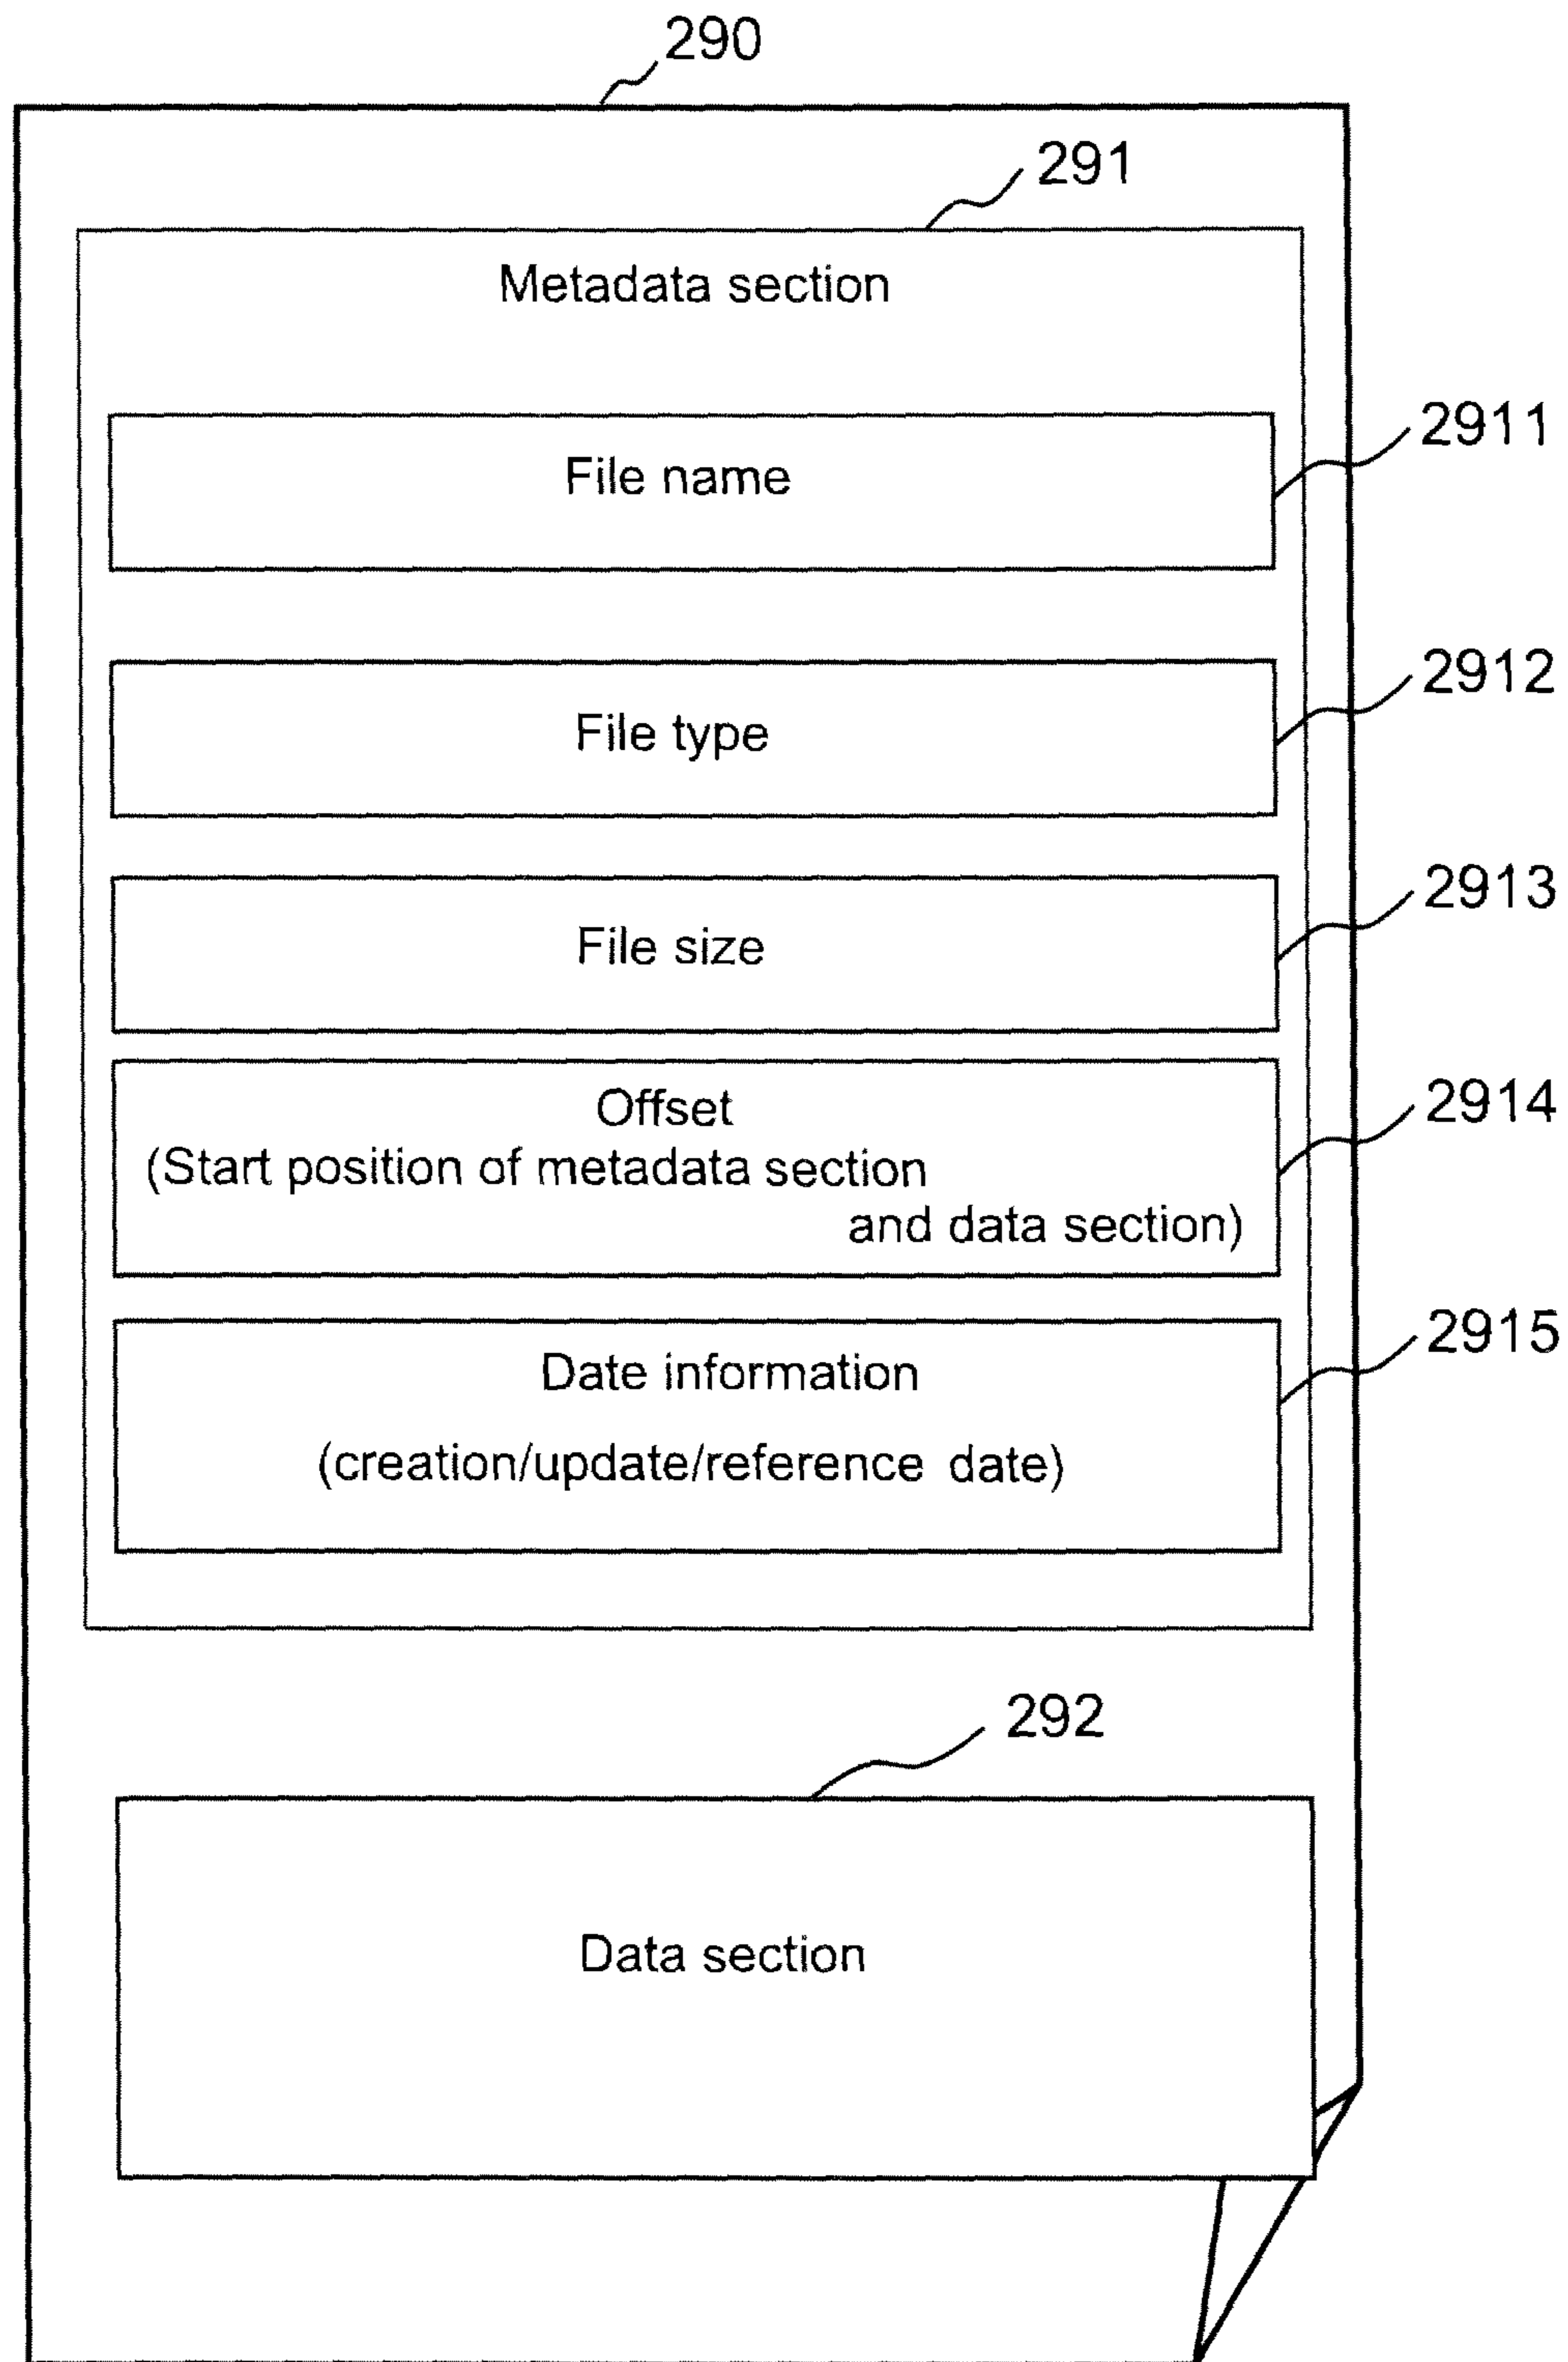 290
291
Metadata section
2911
File name
2912
File type
2913
File size
2914
Offset
(Start position of metadata section
and data section)
2915
Date information
(creation/update/reference date)
292
Data section